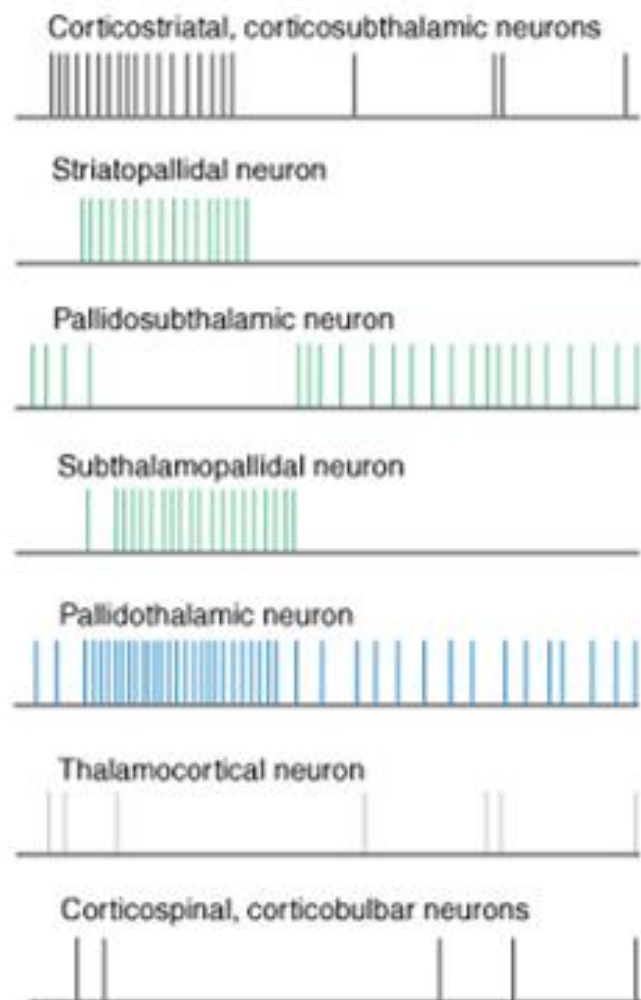 Corticostriatal, corticosubthalamic neurons
Striatopallidal neuron
Pallidosubthalamic neuron
Subthalamopallidal neuron
Pallidothalamic neuron
Thalamocortical neuron
Corticospinal, corticobulbar neurons